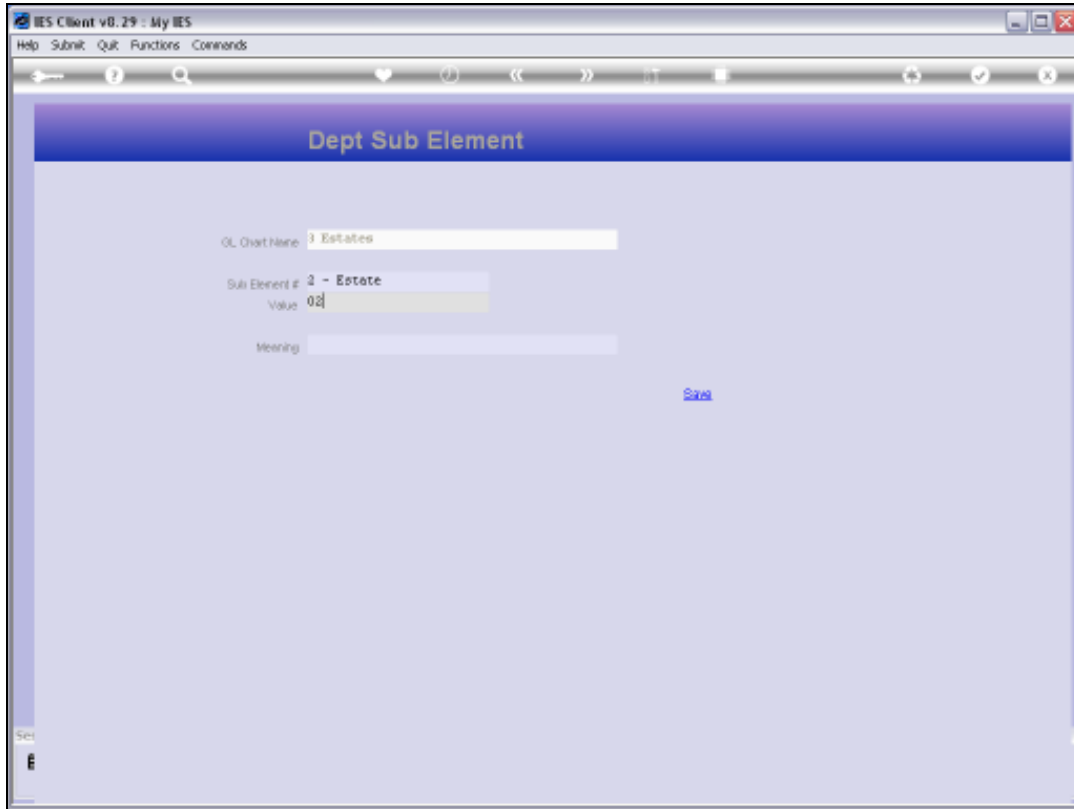 IES Client v8.29 : My IES
Help Submit Quit Functions Commands
Dept Sub Element
GL Chart Name 3 Estates
Sub Element # 2 - Estate
Value 02
Meaning
Save
Ses